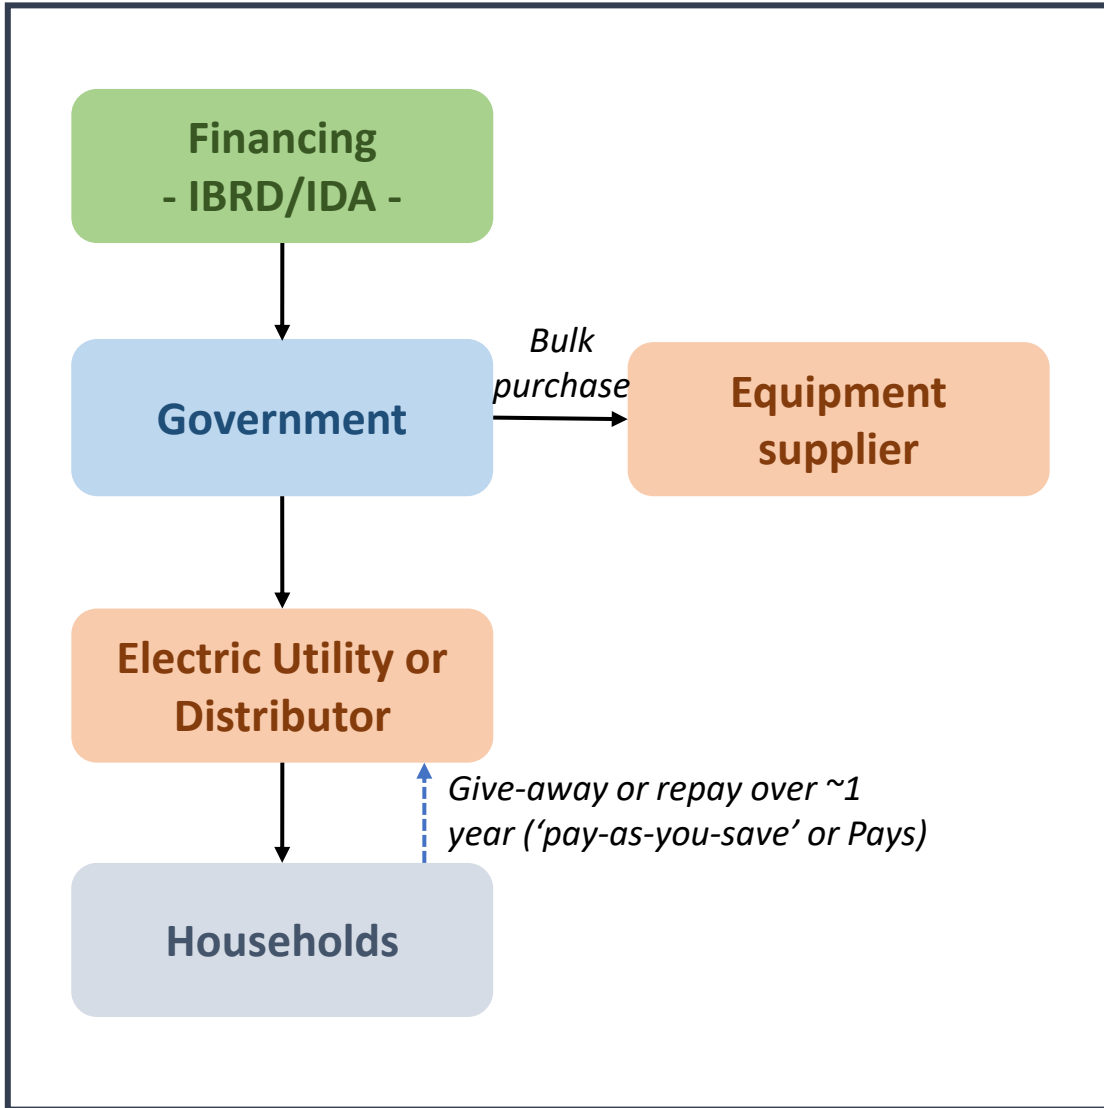 Financing
- IBRD/IDA -
Bulk
purchase
Government
Equipment
supplier
Electric Utility or
Distributor
Give-away or repay over ~1
year (‘pay-as-you-save’ or Pays)
Households